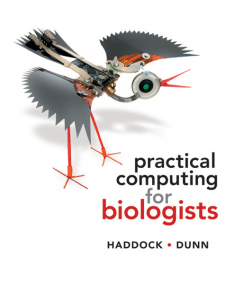 practical
computing
for
biologists
HADDOCK • DUNN